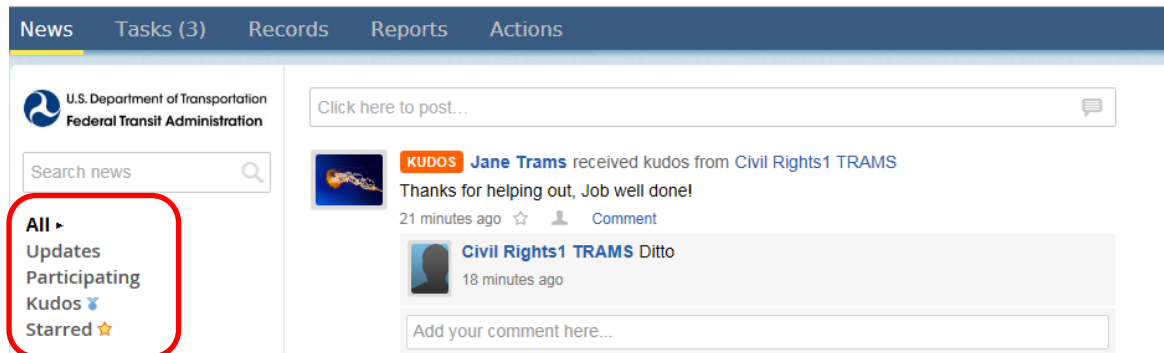 News Tasks (3) Records Reports Actions
U.S. Department of Transportation
Federal Transit Administration
Search news
All
Updates
Participating
Kudos
Starred
Click here to post...
KUDOS Jane Trams received kudos from Civil Rights1 TRAMS
Thanks for helping out, Job well done!
21 minutes ago Comment
Civil Rights1 TRAMS Ditto
18 minutes ago
Add your comment here...